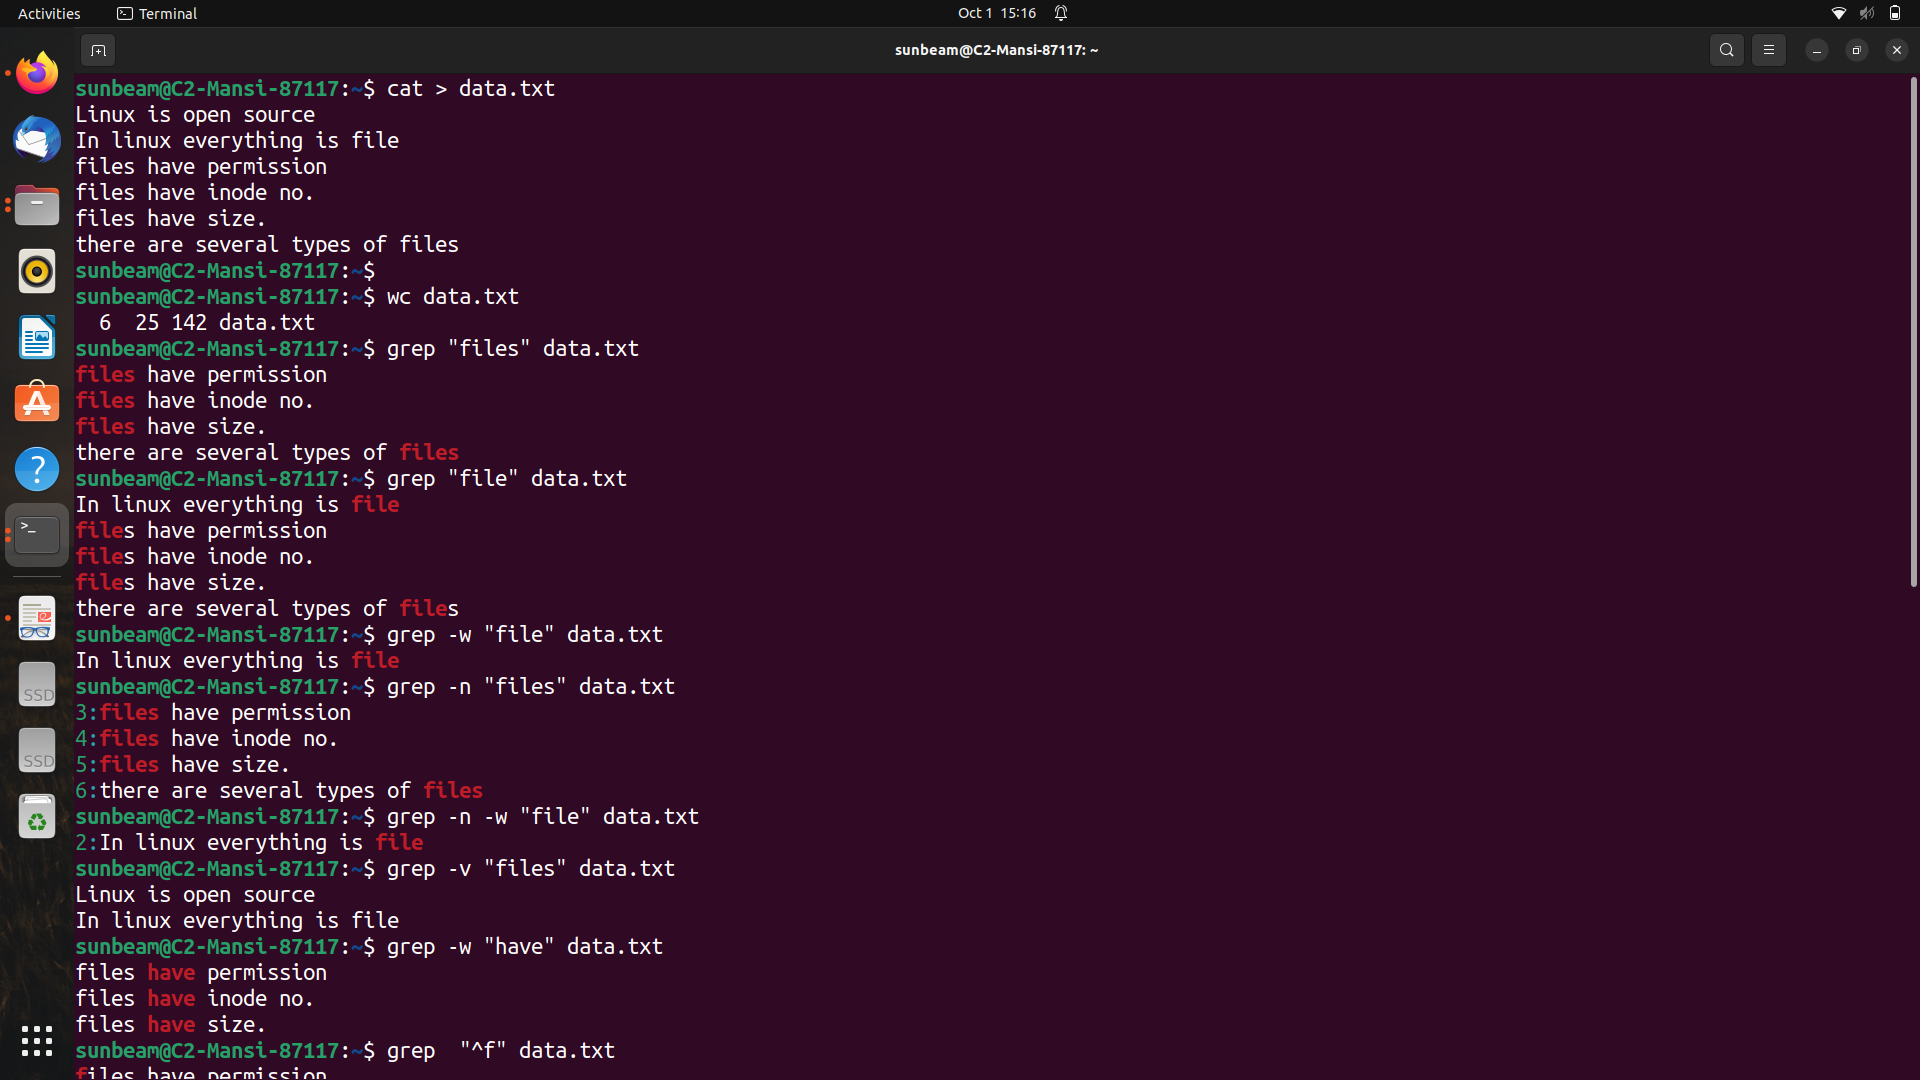 Activities Terminal Oct 1 15:16
sunbeam@C2-Mansi-87117: ~
sunbeam@C2-Mansi-87117:~$ cat > data.txt
Linux is open source
In linux everything is file
files have permission
files have inode no.
files have size.
there are several types of files
sunbeam@C2-Mansi-87117:~$
sunbeam@C2-Mansi-87117:~$ wc data.txt
  6  25 142 data.txt
sunbeam@C2-Mansi-87117:~$ grep "files" data.txt
files have permission
files have inode no.
files have size.
there are several types of files
sunbeam@C2-Mansi-87117:~$ grep "file" data.txt
In linux everything is file
files have permission
files have inode no.
files have size.
there are several types of files
sunbeam@C2-Mansi-87117:~$ grep -w "file" data.txt
In linux everything is file
sunbeam@C2-Mansi-87117:~$ grep -n "files" data.txt
3:files have permission
4:files have inode no.
5:files have size.
6:there are several types of files
sunbeam@C2-Mansi-87117:~$ grep -n -w "file" data.txt
2:In linux everything is file
sunbeam@C2-Mansi-87117:~$ grep -v "files" data.txt
Linux is open source
In linux everything is file
sunbeam@C2-Mansi-87117:~$ grep -w "have" data.txt
files have permission
files have inode no.
files have size.
sunbeam@C2-Mansi-87117:~$ grep  "^f" data.txt
files have permission
SSD
SSD